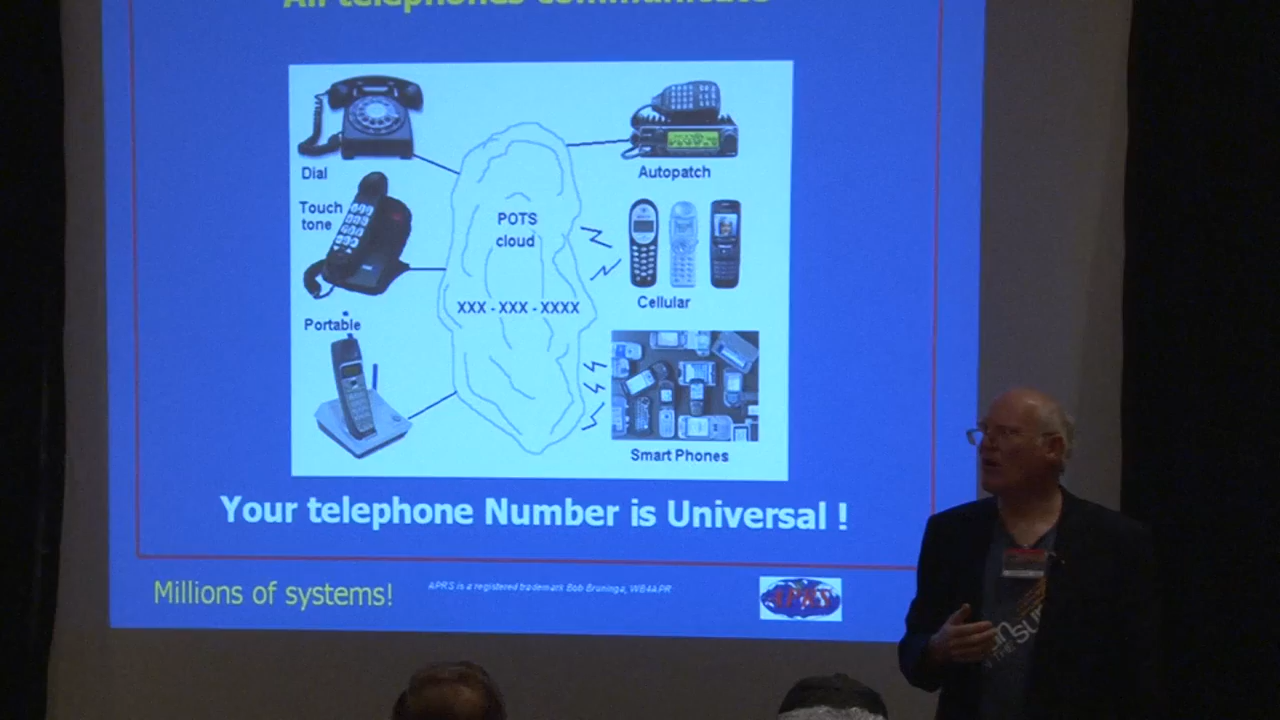 All telephones communicate
Dial
Autopatch
Touch
tone
POTS
cloud
XXX - XXX - XXXX
Cellular
Portable
Smart Phones
Your telephone Number is Universal !
Millions of systems!
APRS is a registered trademark Bob Bruninga, WB4APR
APRS